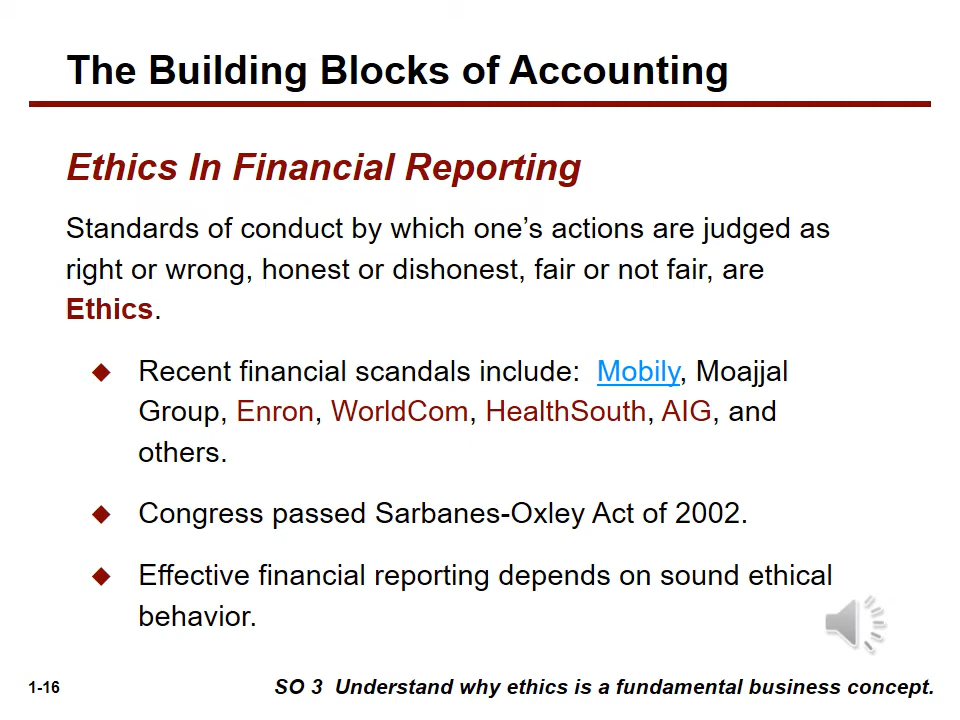 The Building Blocks of Accounting
Ethics In Financial Reporting
Standards of conduct by which one’s actions are judged as
right or wrong, honest or dishonest, fair or not fair, are
Ethics.
◆ Recent financial scandals include:  Mobily, Moajjal
Group, Enron, WorldCom, HealthSouth, AIG, and
others.
◆ Congress passed Sarbanes-Oxley Act of 2002.
◆ Effective financial reporting depends on sound ethical
behavior.
1-16
SO 3  Understand why ethics is a fundamental business concept.